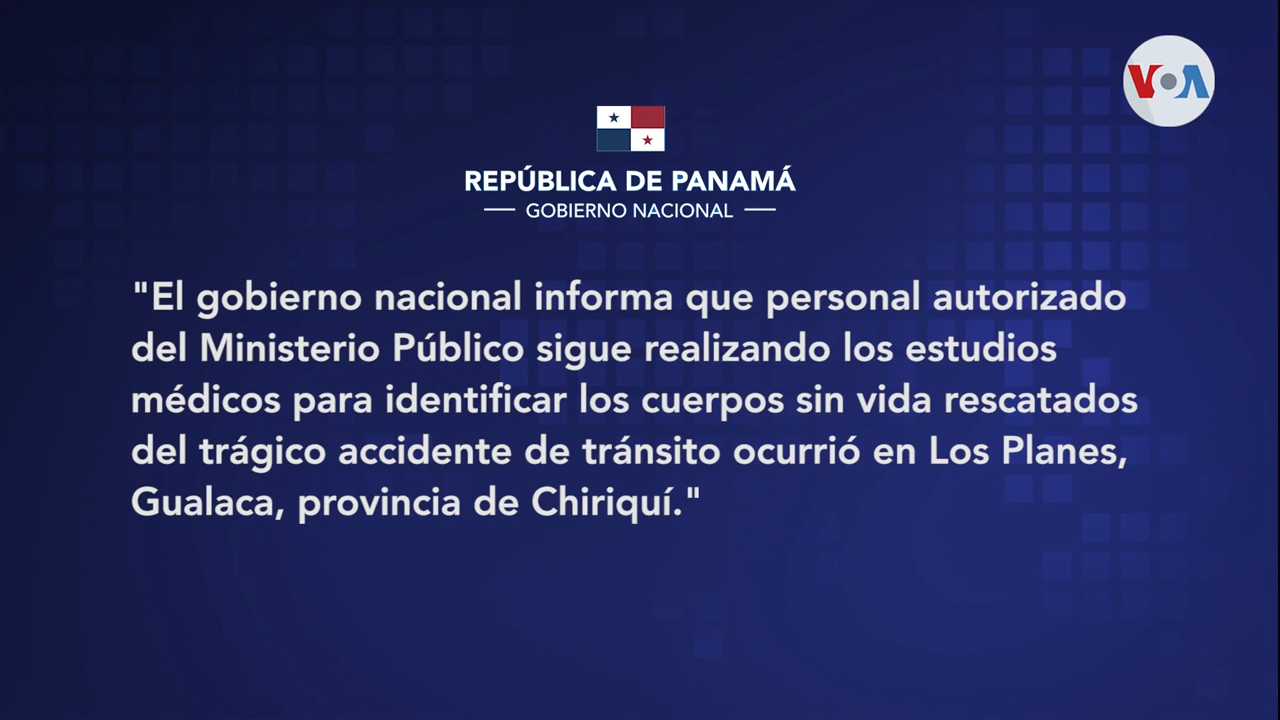 VOA
REPÚBLICA DE PANAMÁ
GOBIERNO NACIONAL
"El gobierno nacional informa que personal autorizado
del Ministerio Público sigue realizando los estudios
médicos para identificar los cuerpos sin vida rescatados
del trágico accidente de tránsito ocurrió en Los Planes,
Gualaca, provincia de Chiriquí."